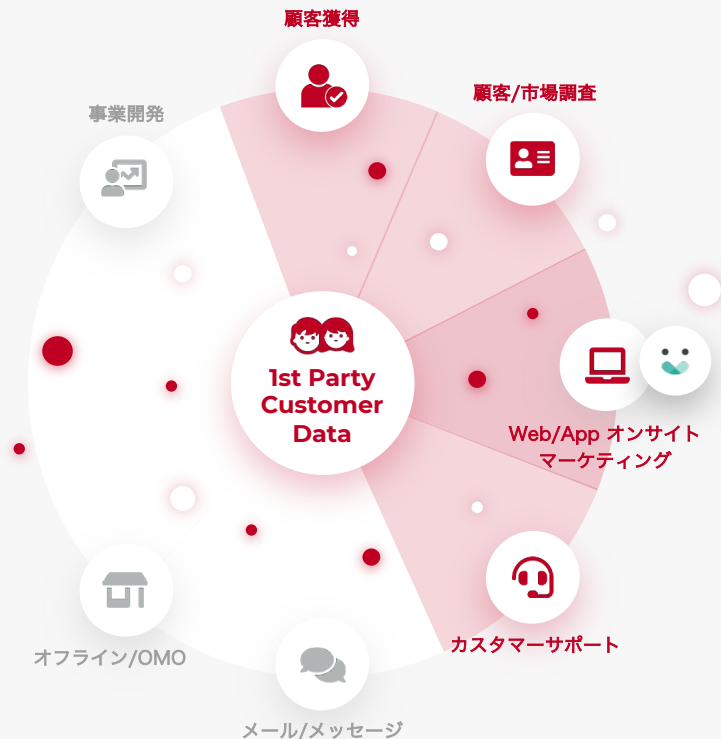 顧客獲得
顧客/市場調査
事業開発
1st Party
Customer
Data
Web/App オンサイト
マーケティング
カスタマーサポート
オフライン/OMO
メール/メッセージ